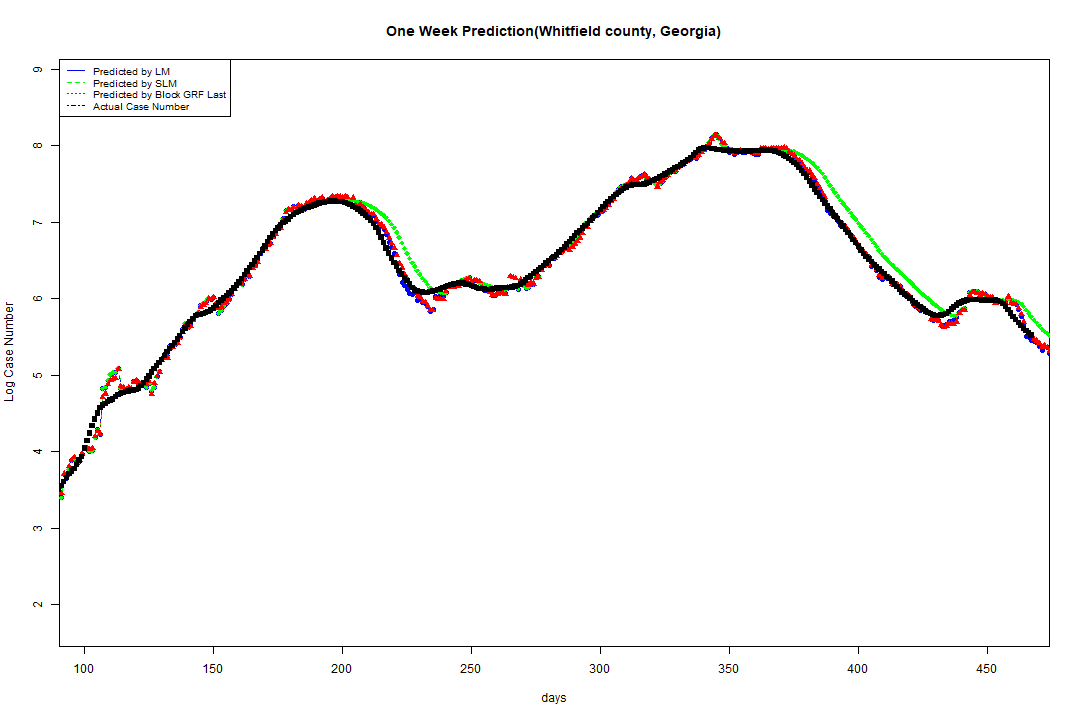 One Week Prediction(Whitfield county, Georgia)
Predicted by LM
Predicted by SLM
Predicted by Block GRF Last
Actual Case Number
Log Case Number
9
8
7
6
5
4
3
2
100 150 200 250 300 350 400 450
days